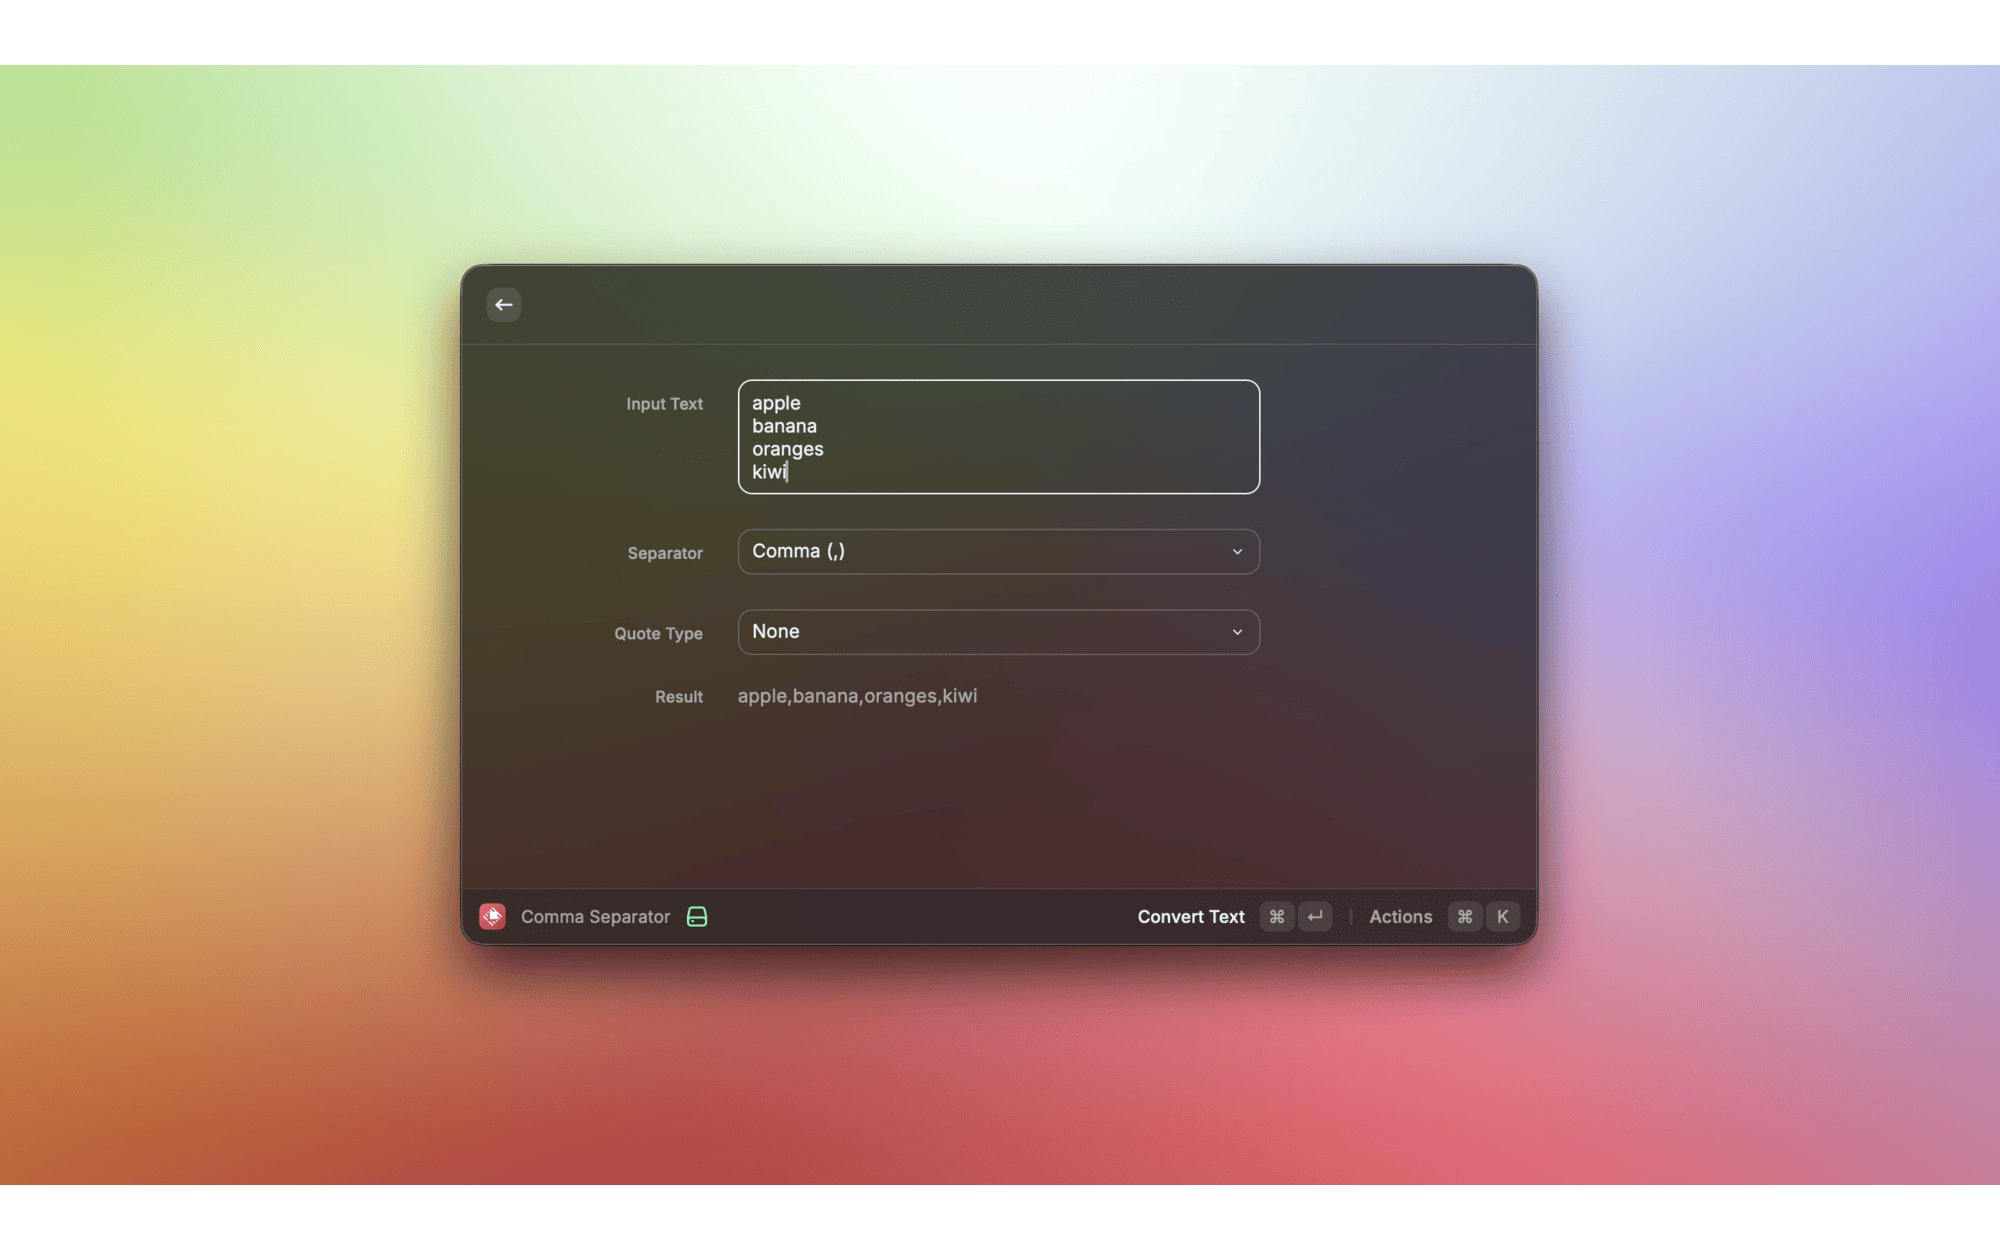 Input Text
apple
banana
oranges
kiwi
Separator
Comma (,)
Quote Type
None
Result
apple,banana,oranges,kiwi
Comma Separator
Convert Text ⌘ ↵ | Actions ⌘ K